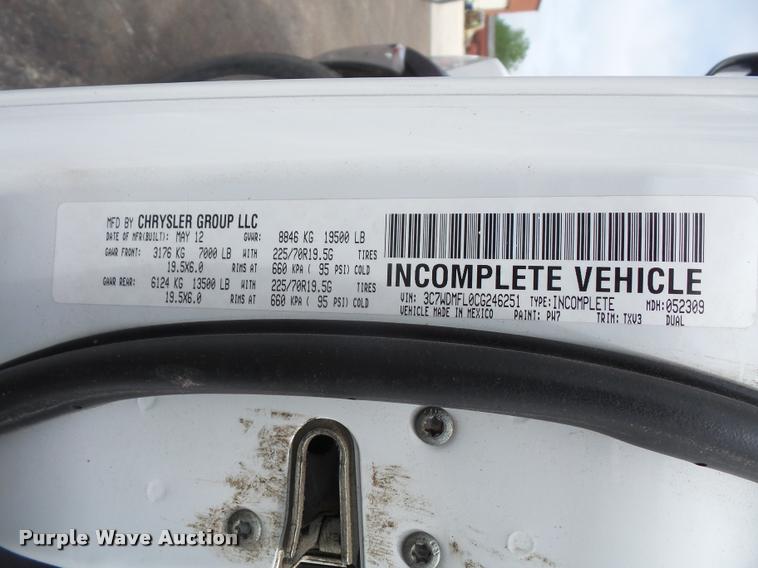 MFD BY CHRYSLER GROUP LLC
DATE OF MFR(BUILT): MAY 12 GVWR: 8846 KG 19500 LB
GAWR FRONT: 3176 KG 7000 LB WITH 225/70R19.5G TIRES
19.5X6.0 RIMS AT 660 KPA ( 95 PSI) COLD
GAWR REAR: 6124 KG 13500 LB WITH 225/70R19.5G TIRES
19.5X6.0 RIMS AT 660 KPA ( 95 PSI) COLD
INCOMPLETE VEHICLE
VIN: 3C7WDMFL0CG246251 TYPE: INCOMPLETE MDH: 052309
VEHICLE MADE IN MEXICO PAINT: PW7 TRIM: TXV3 DUAL
Purple Wave Auction